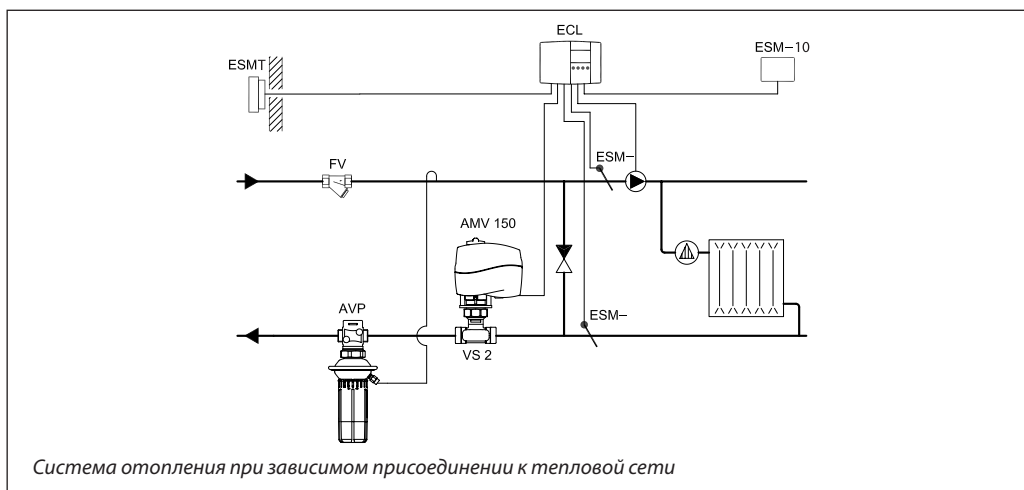 ECL
ESM–10
ESMT
ESM–
FV
AMV 150
AVP
ESM–
VS 2
Система отопления при зависимом присоединении к тепловой сети